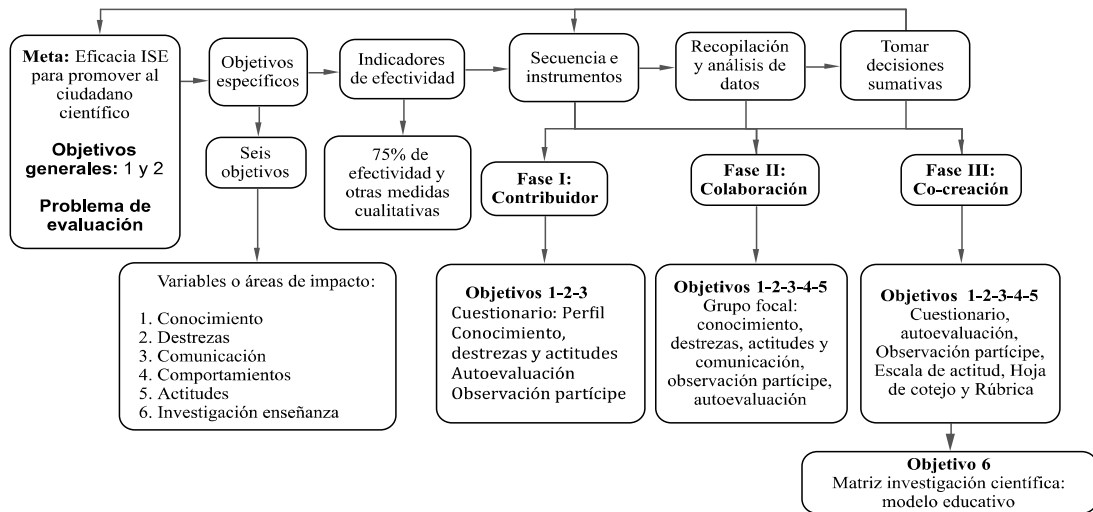 Meta: Eficacia ISE
para promover al
ciudadano
científico
Objetivos
generales: 1 y 2
Problema de
evaluación
Objetivos
específicos
Indicadores
de efectividad
Secuencia e
instrumentos
Recopilación
y análisis de
datos
Tomar
decisiones
sumativas
Seis
objetivos
75% de
efectividad y
otras medidas
cualitativas
Fase I:
Contribuidor
Fase II:
Colaboración
Fase III:
Co-creación
Variables o áreas de impacto:
1. Conocimiento
2. Destrezas
3. Comunicación
4. Comportamientos
5. Actitudes
6. Investigación enseñanza
Objetivos 1-2-3
Cuestionario: Perfil
Conocimiento,
destrezas y actitudes
Autoevaluación
Observación partícipe
Objetivos 1-2-3-4-5
Grupo focal:
conocimiento,
destrezas, actitudes y
comunicación,
observación partícipe,
autoevaluación
Objetivos 1-2-3-4-5
Cuestionario,
autoevaluación,
Observación partícipe,
Escala de actitud, Hoja
de cotejo y Rúbrica
Objetivo 6
Matriz investigación científica:
modelo educativo